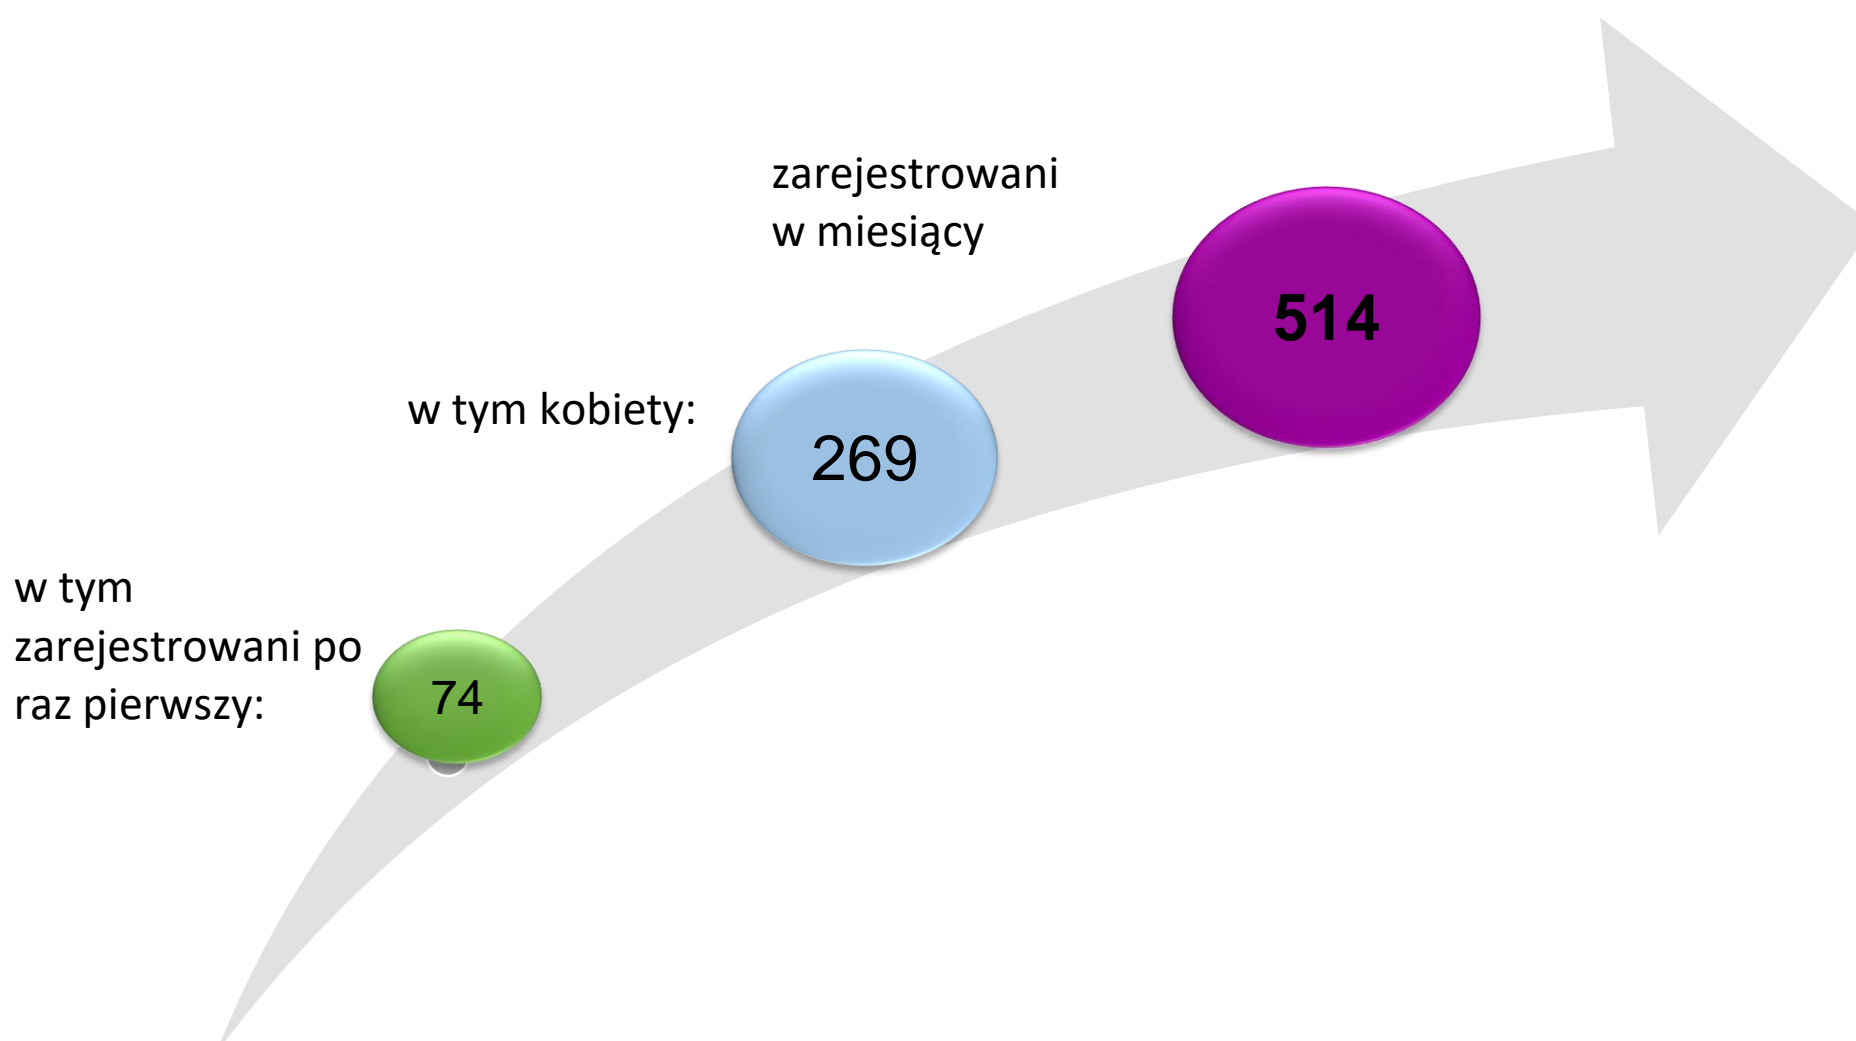 zarejestrowani
w miesiący
514
w tym kobiety:
269
w tym
zarejestrowani po
raz pierwszy:
74